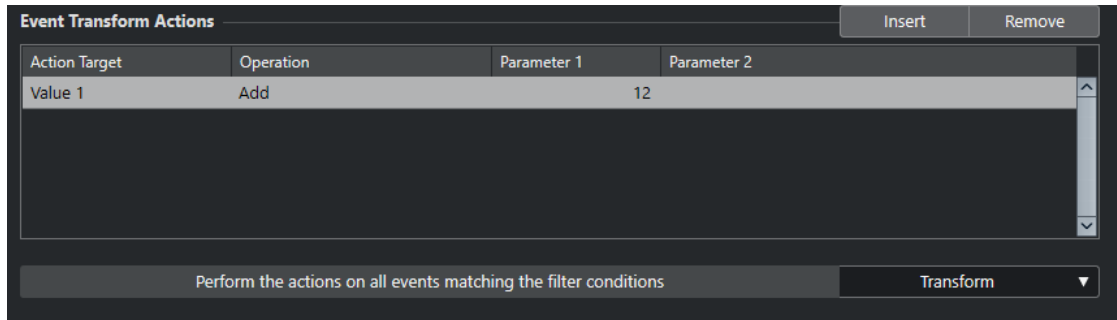 Event Transform Actions Insert Remove
Action Target Operation Parameter 1 Parameter 2
Value 1 Add 12
Perform the actions on all events matching the filter conditions Transform